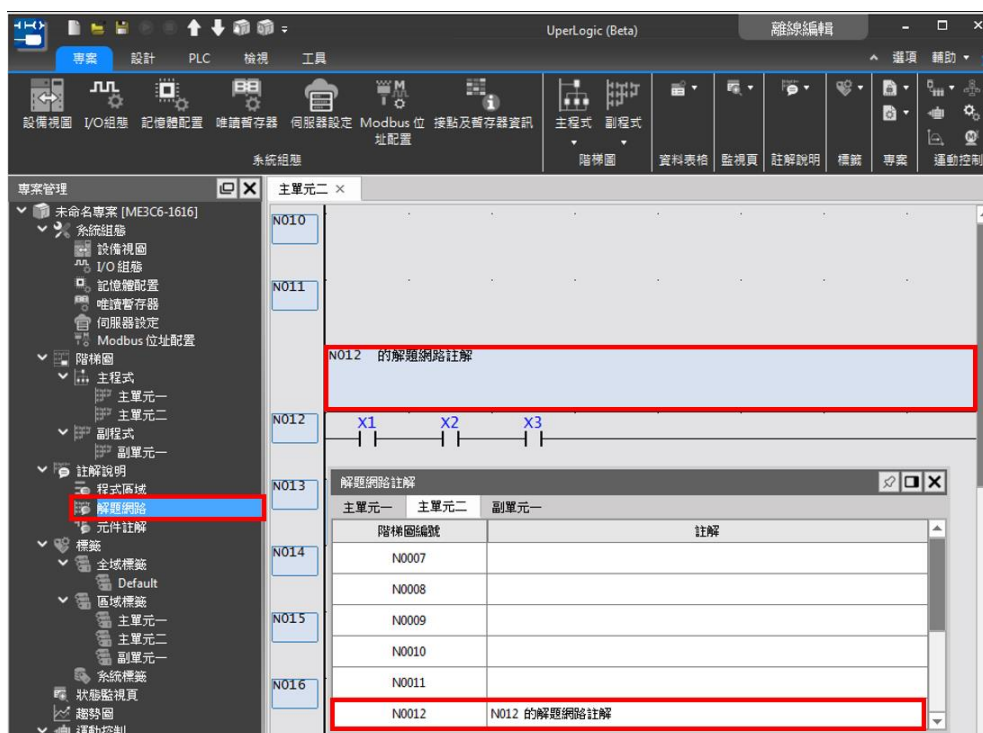 UperLogic (Beta)
離線編輯
專案 設計 PLC 檢視 工具
選項 輔助
設備視圖 I/O組態 記憶體配置 唯讀暫存器 伺服器設定 Modbus 位址配置 接點及暫存器資訊
主程式 副程式
系統組態 階梯圖 資料表格 監視頁 註解說明 標籤 專案 運動控制
專案管理
主單元二
未命名專案 [ME3C6-1616]
系統組態
設備視圖
I/O 組態
記憶體配置
唯讀暫存器
伺服器設定
Modbus 位址配置
階梯圖
主程式
主單元一
主單元二
副程式
副單元一
註解說明
程式區域
解題網路
元件註解
標籤
全域標籤
Default
區域標籤
主單元一
主單元二
副單元一
系統標籤
狀態監視頁
趨勢圖
運動控制
N010
N011
N012 的解題網路註解
N012
X1 X2 X3
N013
N014
N015
N016
解題網路註解
主單元一 主單元二 副單元一
階梯圖編號 註解
N0007
N0008
N0009
N0010
N0011
N0012 N012 的解題網路註解